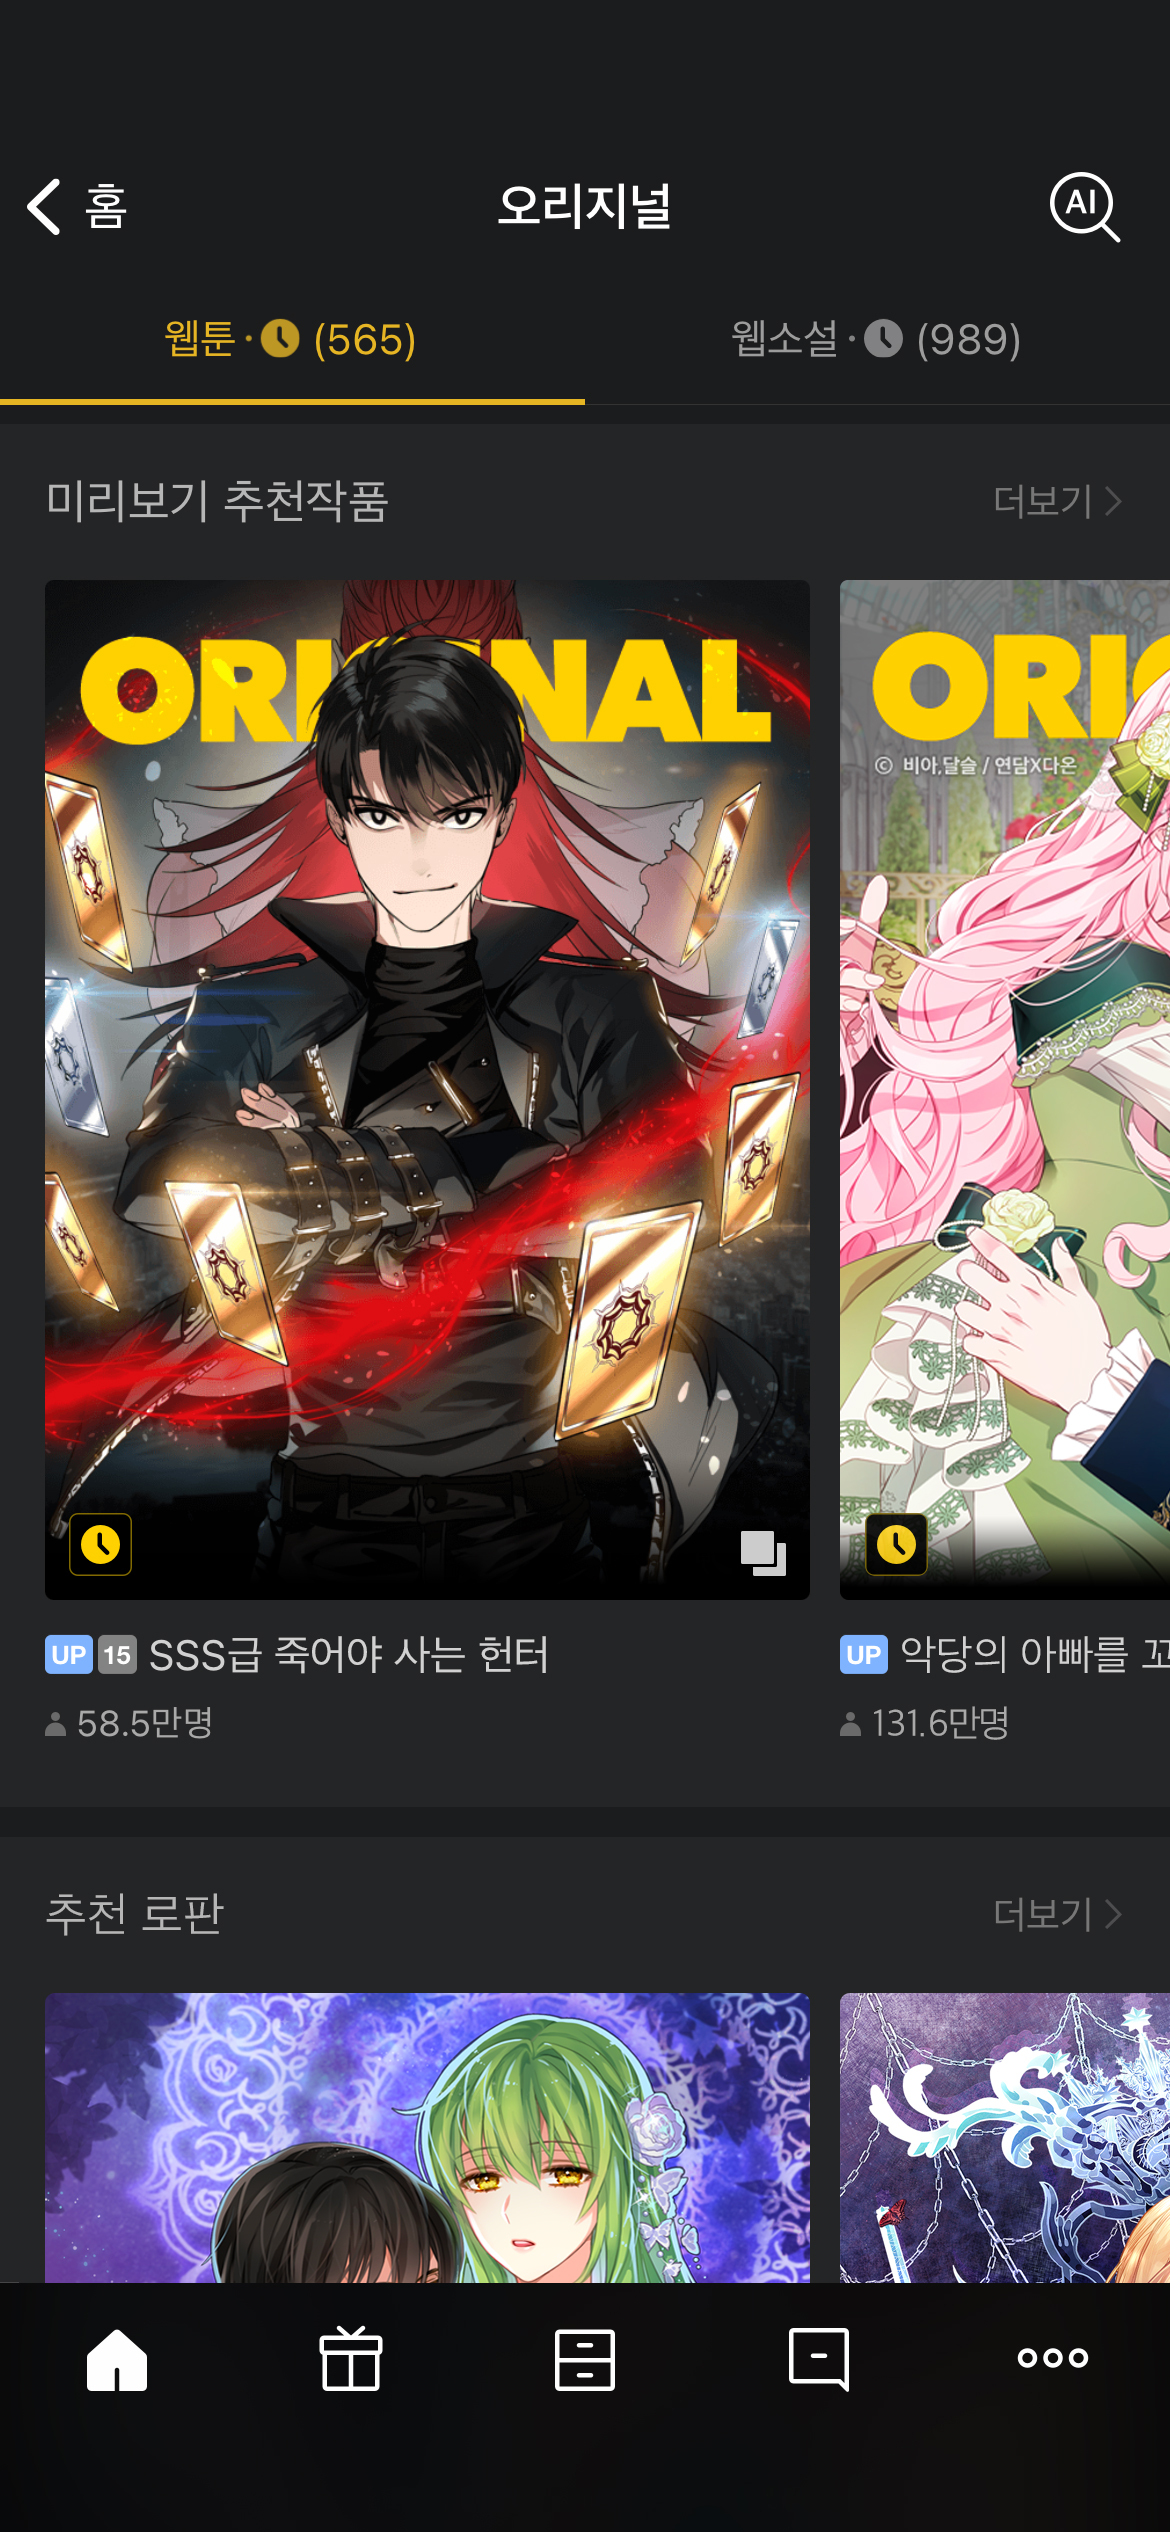 홈
오리지널
AI
웹툰 · (565)
웹소설 · (989)
미리보기 추천작품
더보기
ORIGINAL
ORI
© 비아,달슬 / 연담X다온
UP 15 SSS급 죽어야 사는 헌터
58.5만명
UP 악당의 아빠를 꼬
131.6만명
추천 로판
더보기